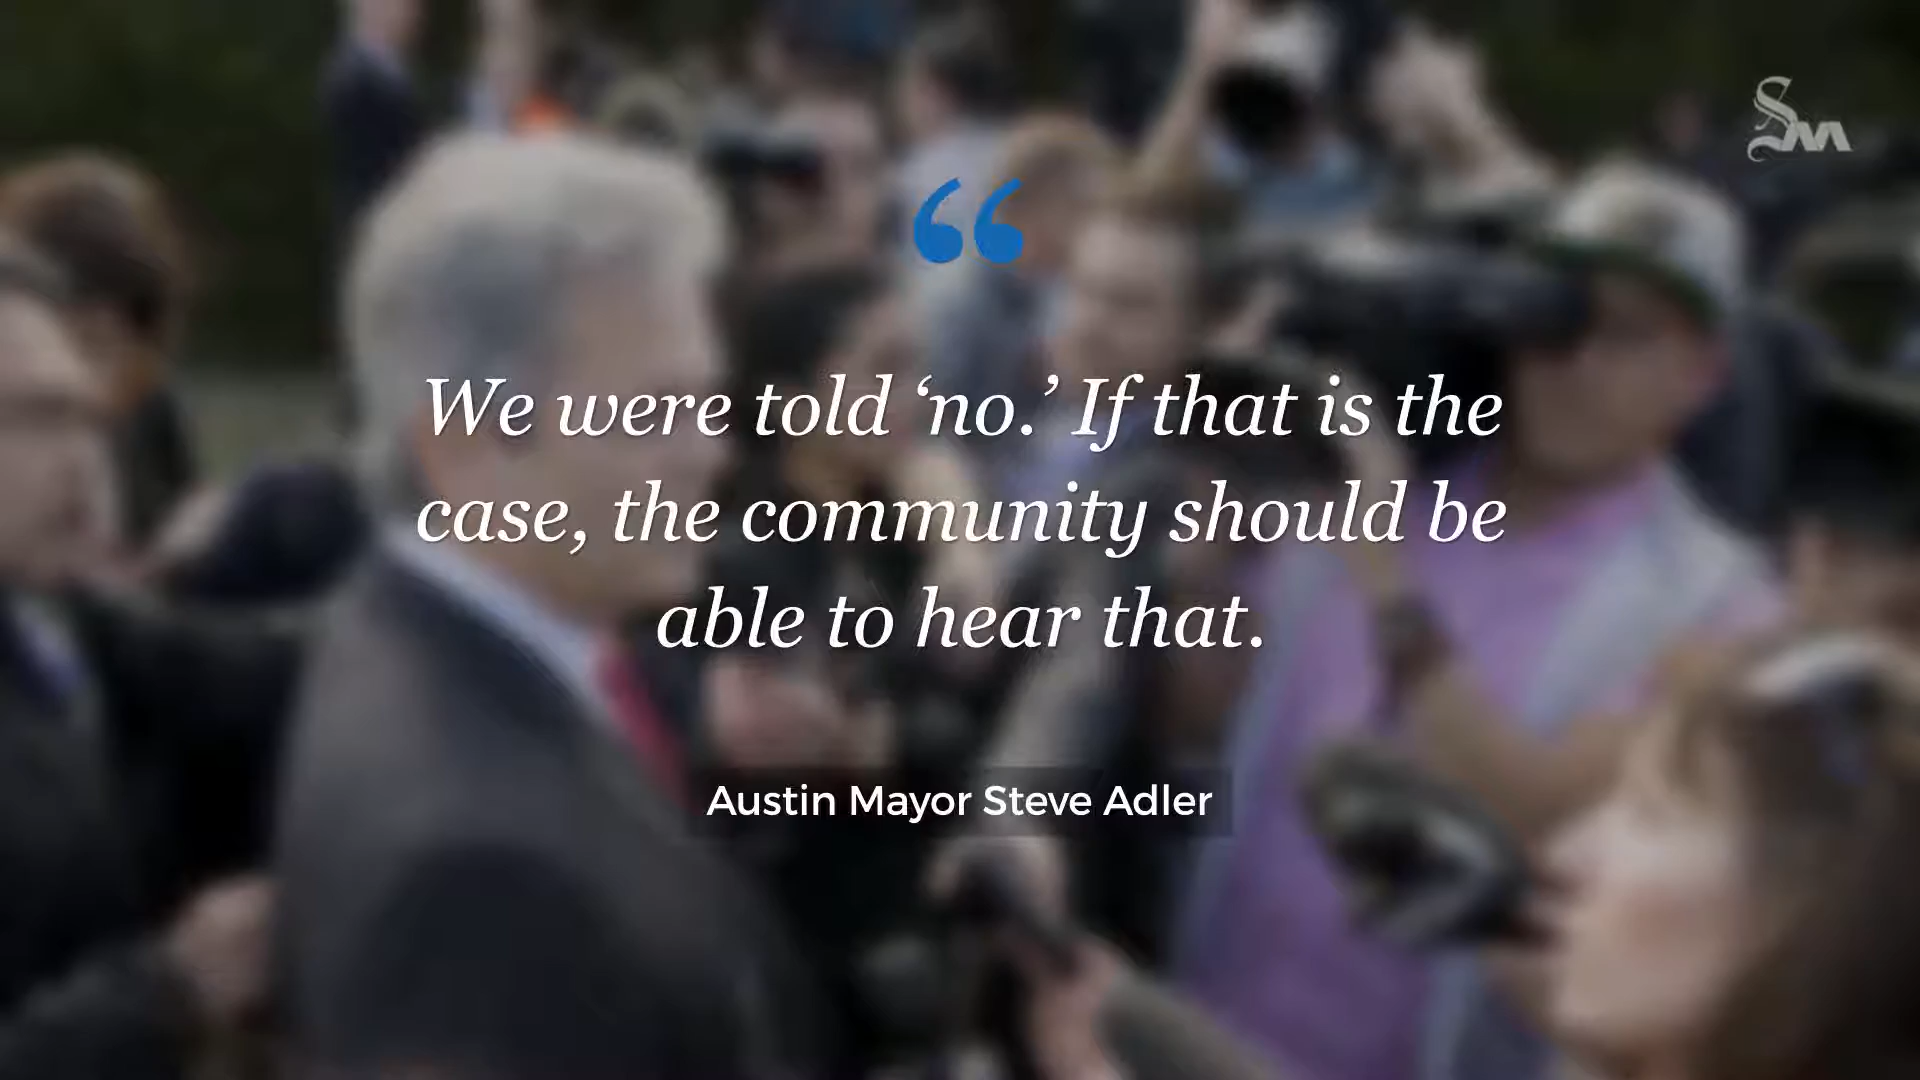 Sm
“
We were told ‘no.’ If that is the
case, the community should be
able to hear that.
Austin Mayor Steve Adler